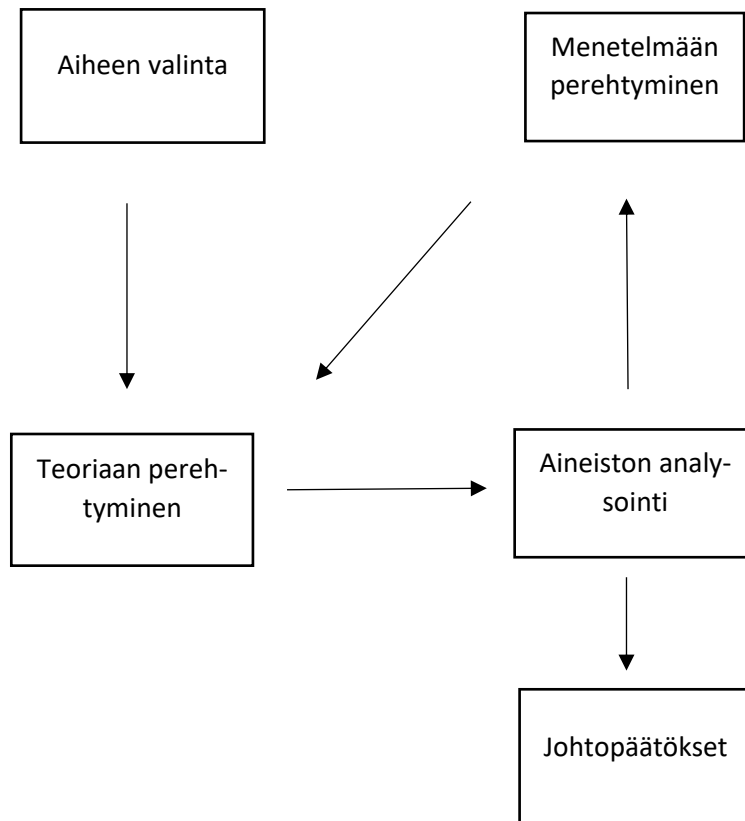 Aiheen valinta
Menetelmään
perehtyminen
Teoriaan pereh-
tyminen
Aineiston analy-
sointi
Johtopäätökset